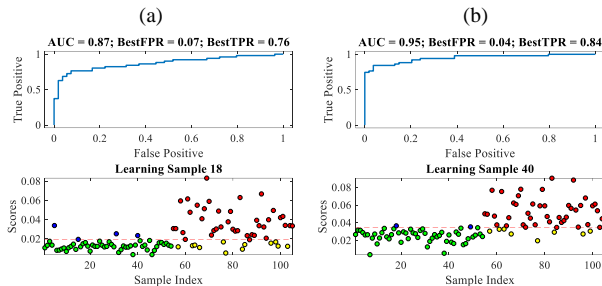 (a)
AUC = 0.87; BestFPR = 0.07; BestTPR = 0.76
True Positive
1
0.5
0
0
0.2
0.4
0.6
0.8
1
False Positive
Learning Sample 18
Scores
0.08
0.06
0.04
0.02
20
40
60
80
100
Sample Index
(b)
AUC = 0.95; BestFPR = 0.04; BestTPR = 0.84
True Positive
1
0.5
0
0
0.2
0.4
0.6
0.8
1
False Positive
Learning Sample 40
Scores
0.08
0.06
0.04
0.02
20
40
60
80
100
Sample Index